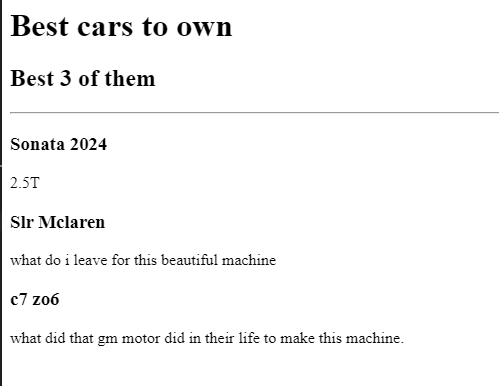 Best cars to own
Best 3 of them
Sonata 2024
2.5T
Slr Mclaren
what do i leave for this beautiful machine
c7 zo6
what did that gm motor did in their life to make this machine.